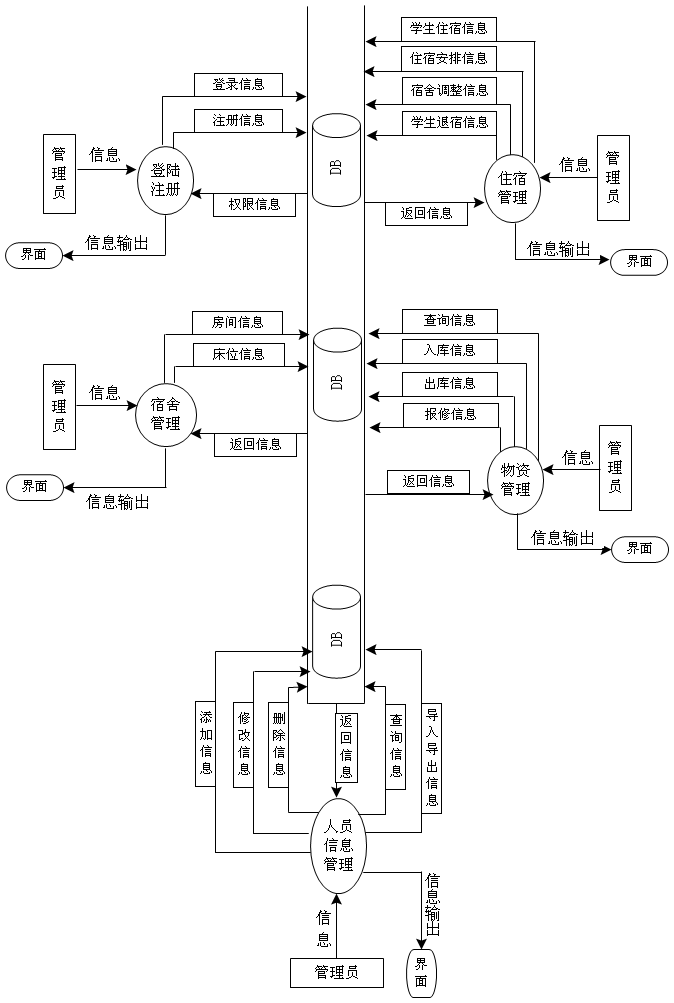 学生住宿信息
住宿安排信息
宿舍调整信息
学生退宿信息
登录信息
注册信息
DB
管理员
信息
登陆
注册
权限信息
信息输出
界面
住宿
管理
信息
管理员
返回信息
信息输出
界面
房间信息
床位信息
DB
管理员
信息
宿舍
管理
返回信息
信息输出
界面
查询信息
入库信息
出库信息
报修信息
物资
管理
信息
管理员
返回信息
信息输出
界面
DB
添加信息
修改信息
删除信息
返回信息
查询信息
导入导出信息
人员
信息
管理
信息
管理员
信息输出
界面